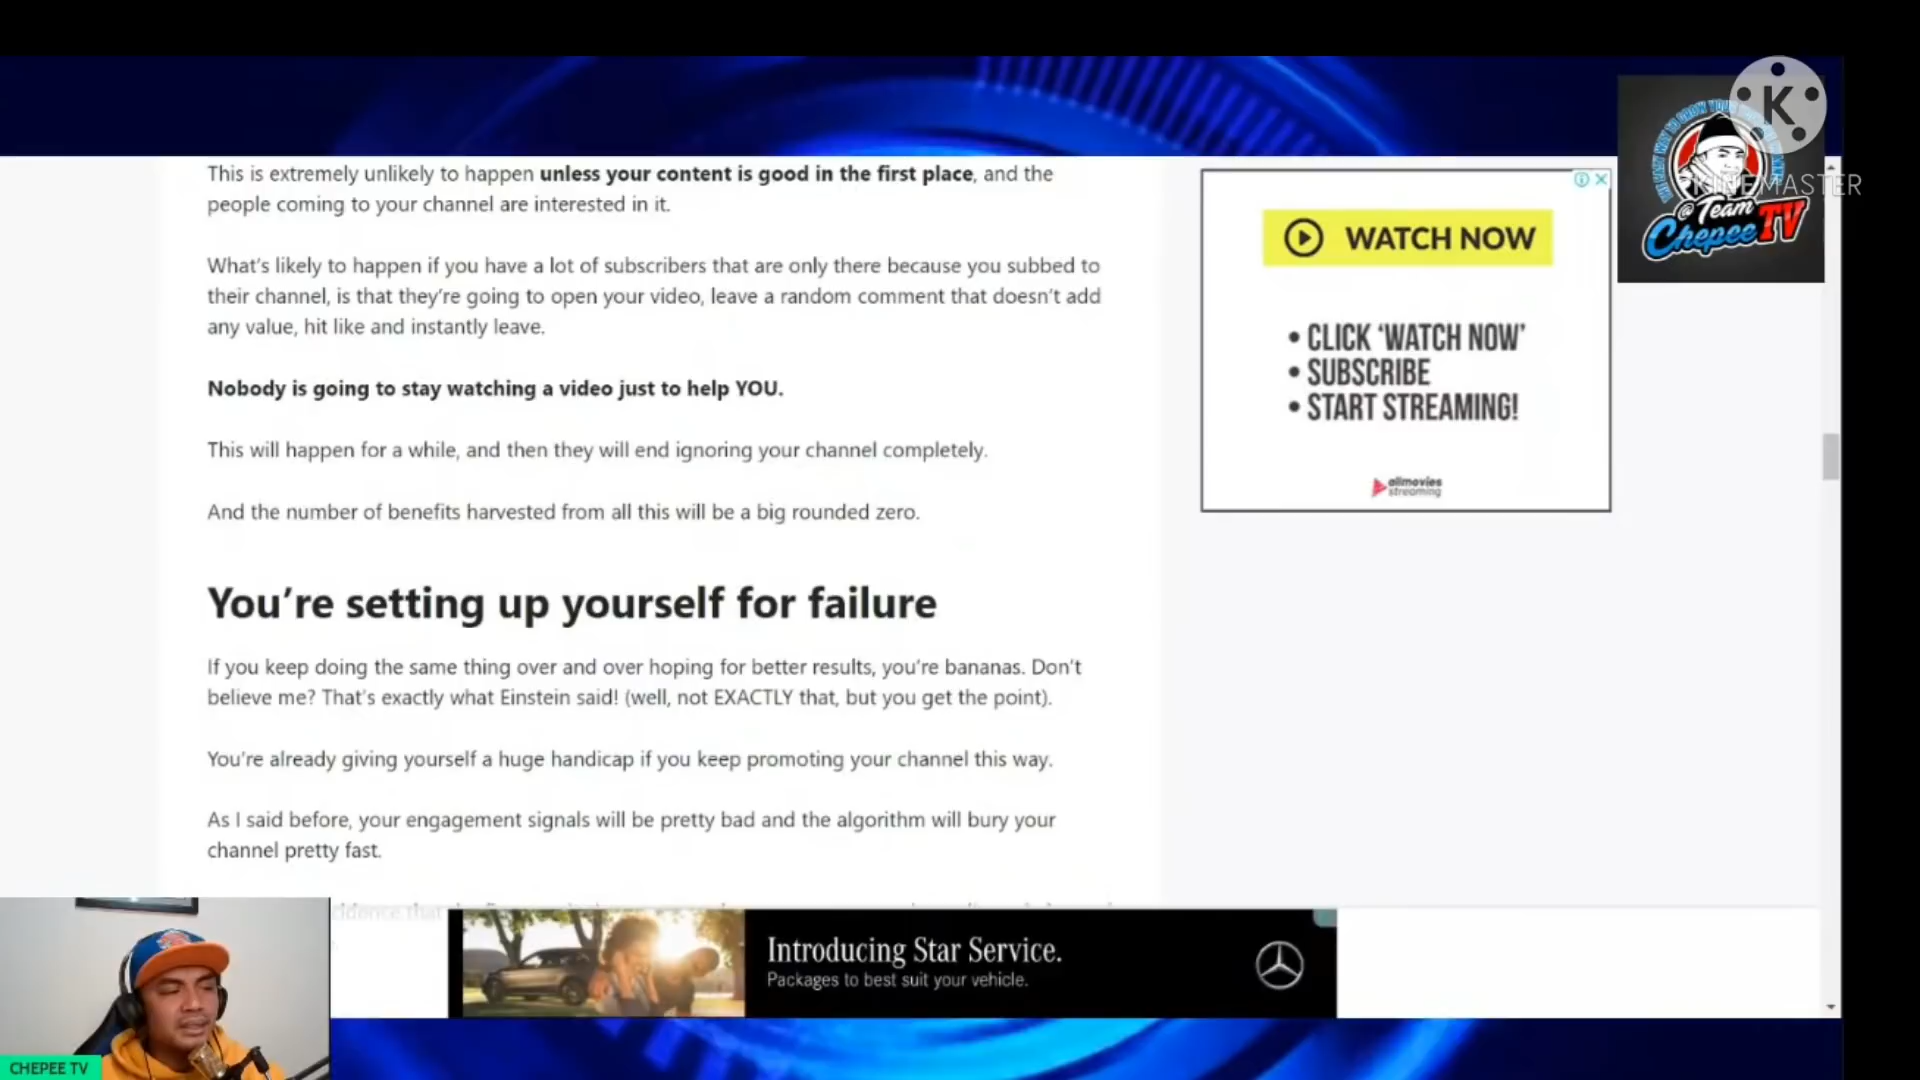 This is extremely unlikely to happen unless your content is good in the first place, and the
people coming to your channel are interested in it.
What's likely to happen if you have a lot of subscribers that are only there because you subbed to
their channel, is that they're going to open your video, leave a random comment that doesn't add
any value, hit like and instantly leave.
Nobody is going to stay watching a video just to help YOU.
This will happen for a while, and then they will end ignoring your channel completely.
And the number of benefits harvested from all this will be a big rounded zero.
You're setting up yourself for failure
If you keep doing the same thing over and over hoping for better results, you're bananas. Don't
believe me? That's exactly what Einstein said! (well, not EXACTLY that, but you get the point).
You're already giving yourself a huge handicap if you keep promoting your channel this way.
As I said before, your engagement signals will be pretty bad and the algorithm will bury your
channel pretty fast.
WATCH NOW
• CLICK 'WATCH NOW'
• SUBSCRIBE
• START STREAMING!
allmovies
streaming
K
KINEMASTER
@ Team
Chepee TV
Introducing Star Service.
Packages to best suit your vehicle.
CHEPEE TV